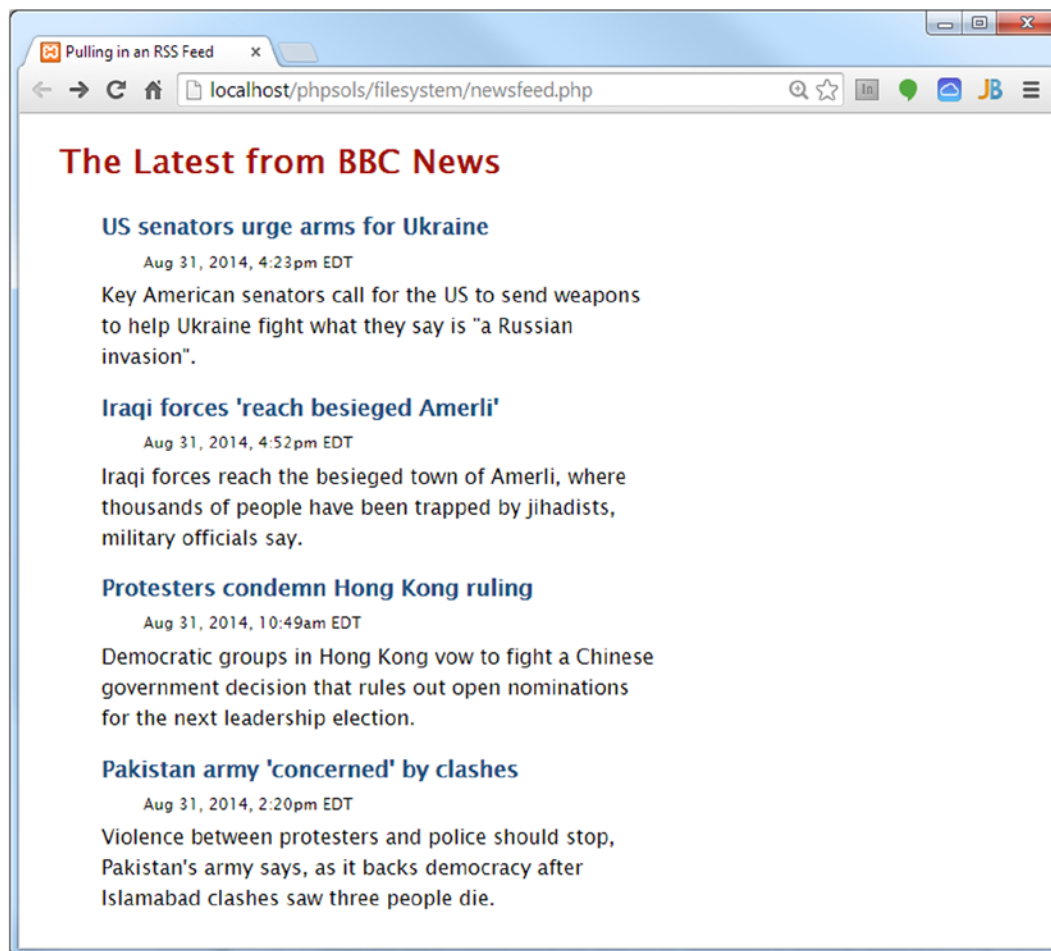 Pulling in an RSS Feed
localhost/phpsols/filesystem/newsfeed.php
In
JB
The Latest from BBC News
US senators urge arms for Ukraine
Aug 31, 2014, 4:23pm EDT
Key American senators call for the US to send weapons
to help Ukraine fight what they say is "a Russian
invasion".
Iraqi forces 'reach besieged Amerli'
Aug 31, 2014, 4:52pm EDT
Iraqi forces reach the besieged town of Amerli, where
thousands of people have been trapped by jihadists,
military officials say.
Protesters condemn Hong Kong ruling
Aug 31, 2014, 10:49am EDT
Democratic groups in Hong Kong vow to fight a Chinese
government decision that rules out open nominations
for the next leadership election.
Pakistan army 'concerned' by clashes
Aug 31, 2014, 2:20pm EDT
Violence between protesters and police should stop,
Pakistan's army says, as it backs democracy after
Islamabad clashes saw three people die.